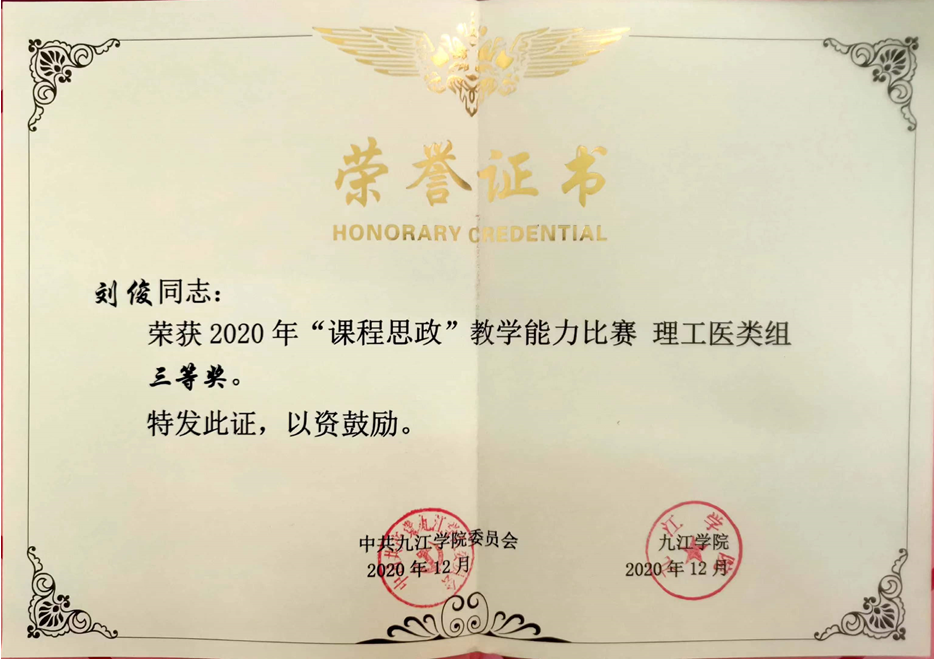 荣誉证书
HONORARY CREDENTIAL
刘俊同志：
荣获2020年“课程思政”教学能力比赛 理工医类组
三等奖。
特发此证，以资鼓励。
中共九江学院委员会
2020年12月
九江学院
2020年12月